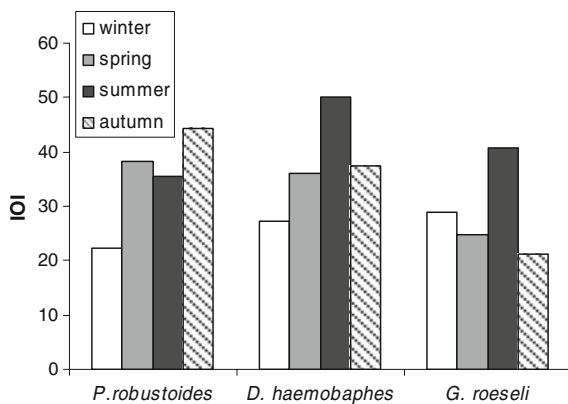 winter
spring
summer
autumn
60
50
40
30
20
10
0
IOI
P.robustoides D. haemobaphes G. roeseli